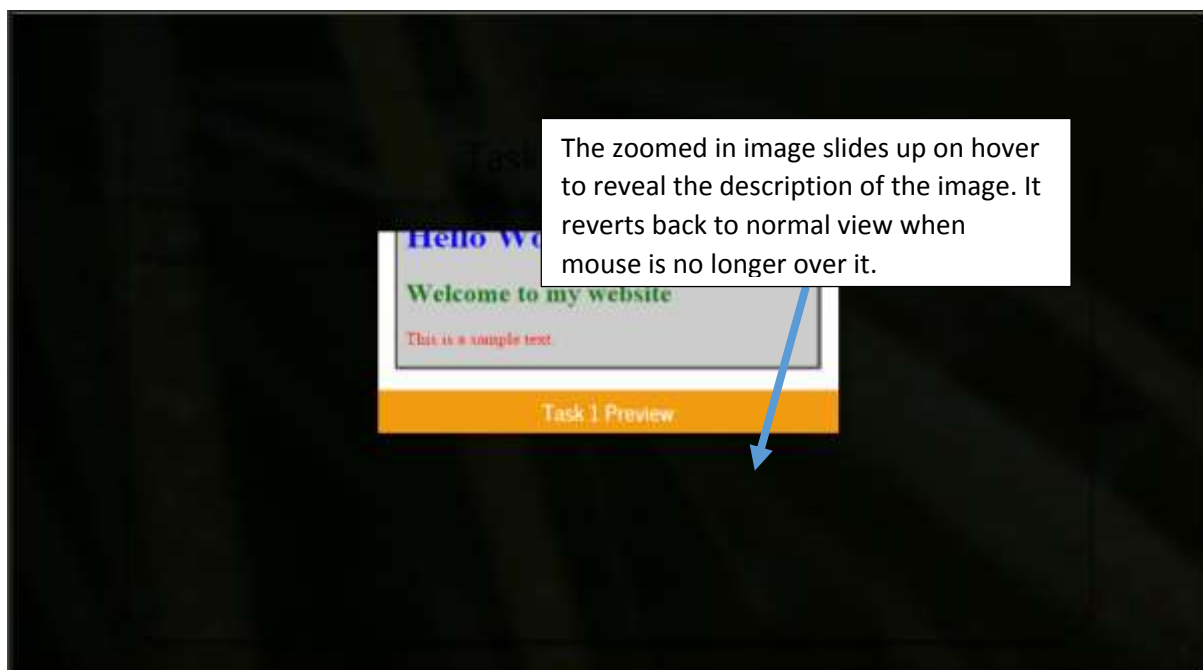 Task
The zoomed in image slides up on hover
to reveal the description of the image. It
reverts back to normal view when
mouse is no longer over it.
Hello
Welcome to my website
This is a sample text.
Task 1 Preview